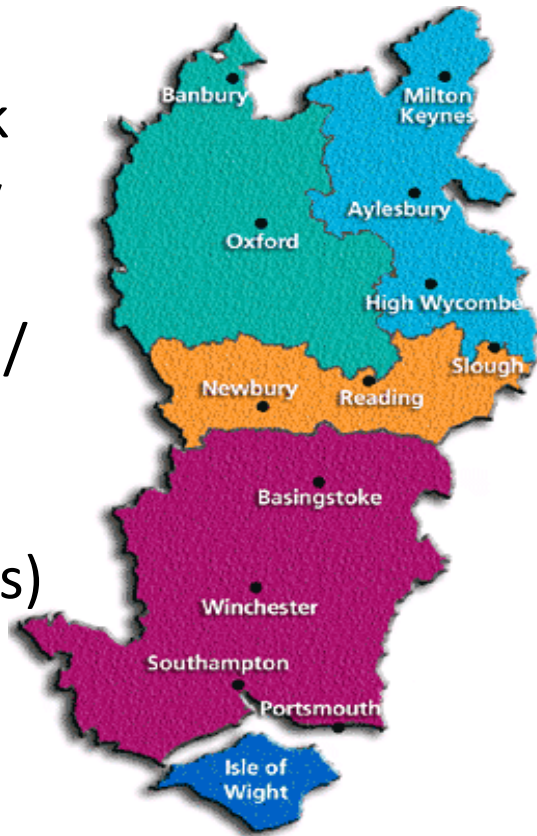 k
/
s)
Banbury
Milton
Keynes
Aylesbury
Oxford
High Wycombe
Slough
Newbury
Reading
Basingstoke
Winchester
Southampton
Portsmouth
Isle of
Wight